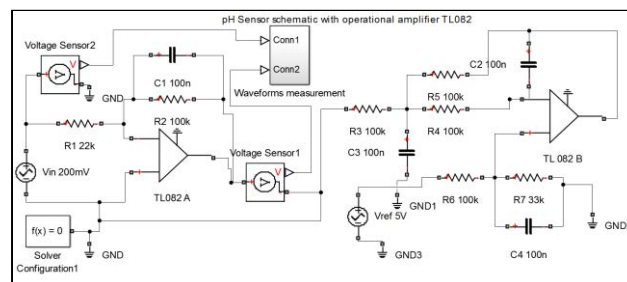 pH Sensor schematic with operational amplifier TL082
Voltage Sensor2
V
Conn1
Conn2
Waveforms measurement
GND
C1 100n
R1 22k
R2 100k
Voltage Sensor1
V
Vin 200mV
TL082 A
f(x) = 0
Solver
Configuration1
GND
C2 100n
R5 100k
R3 100k
R4 100k
C3 100n
TL 082 B
GND1
R6 100k
R7 33k
Vref 5V
GND3
C4 100n
GND